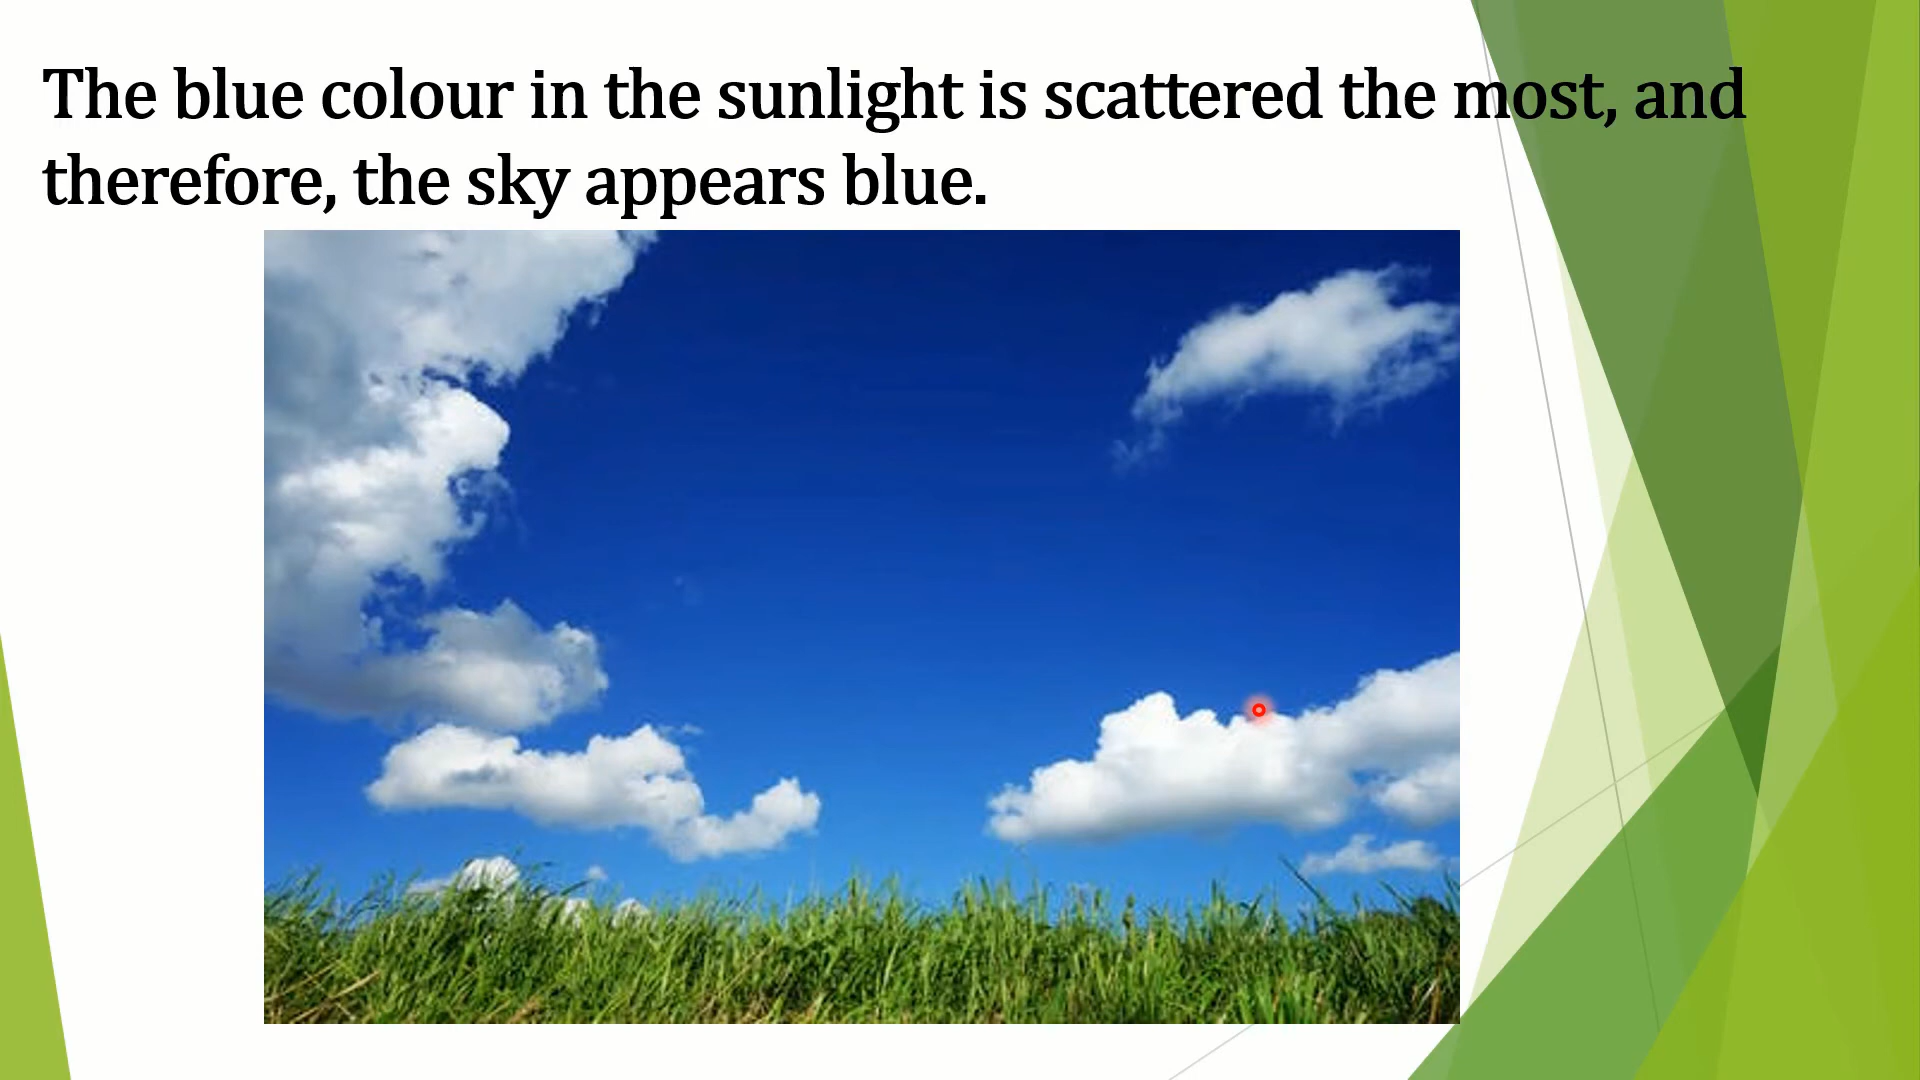 The blue colour in the sunlight is scattered the most, and
therefore, the sky appears blue.